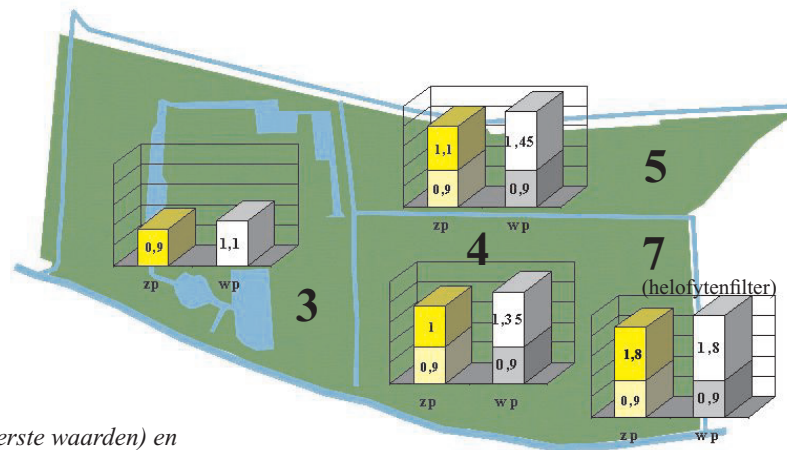 1,1
1,45
0,9
0,9
zp
wp
5
0,9
1,1
zp
wp
3
4
7
(helofytenfilter)
1
1,35
0,9
0,9
zp
wp
1,8
1,8
0,9
0,9
zp
wp
erste waarden) en